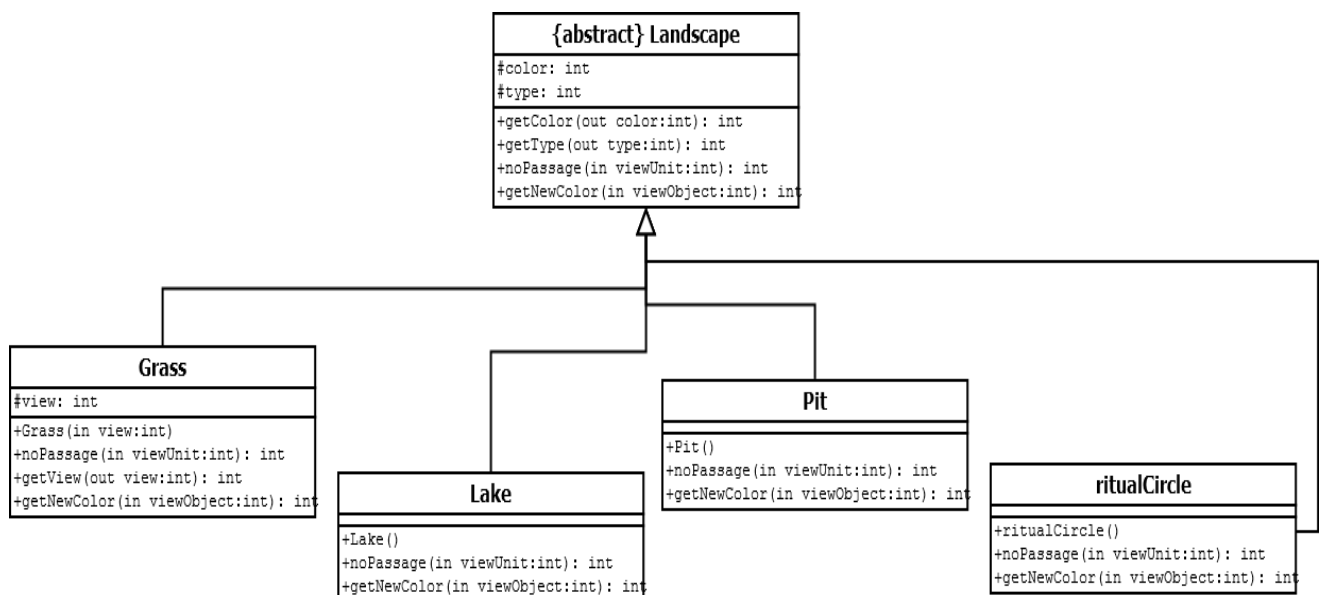 {abstract} Landscape
#color: int
#type: int
+getColor(out color:int): int
+getType(out type:int): int
+noPassage(in viewUnit:int): int
+getNewColor(in viewObject:int): int
Grass
#view: int
+Grass(in view:int)
+noPassage(in viewUnit:int): int
+getView(out view:int): int
+getNewColor(in viewObject:int): int
Lake
+Lake()
+noPassage(in viewUnit:int): int
+getNewColor(in viewObject:int): int
Pit
+Pit()
+noPassage(in viewUnit:int): int
+getNewColor(in viewObject:int): int
ritualCircle
+ritualCircle()
+noPassage(in viewUnit:int): int
+getNewColor(in viewObject:int): int